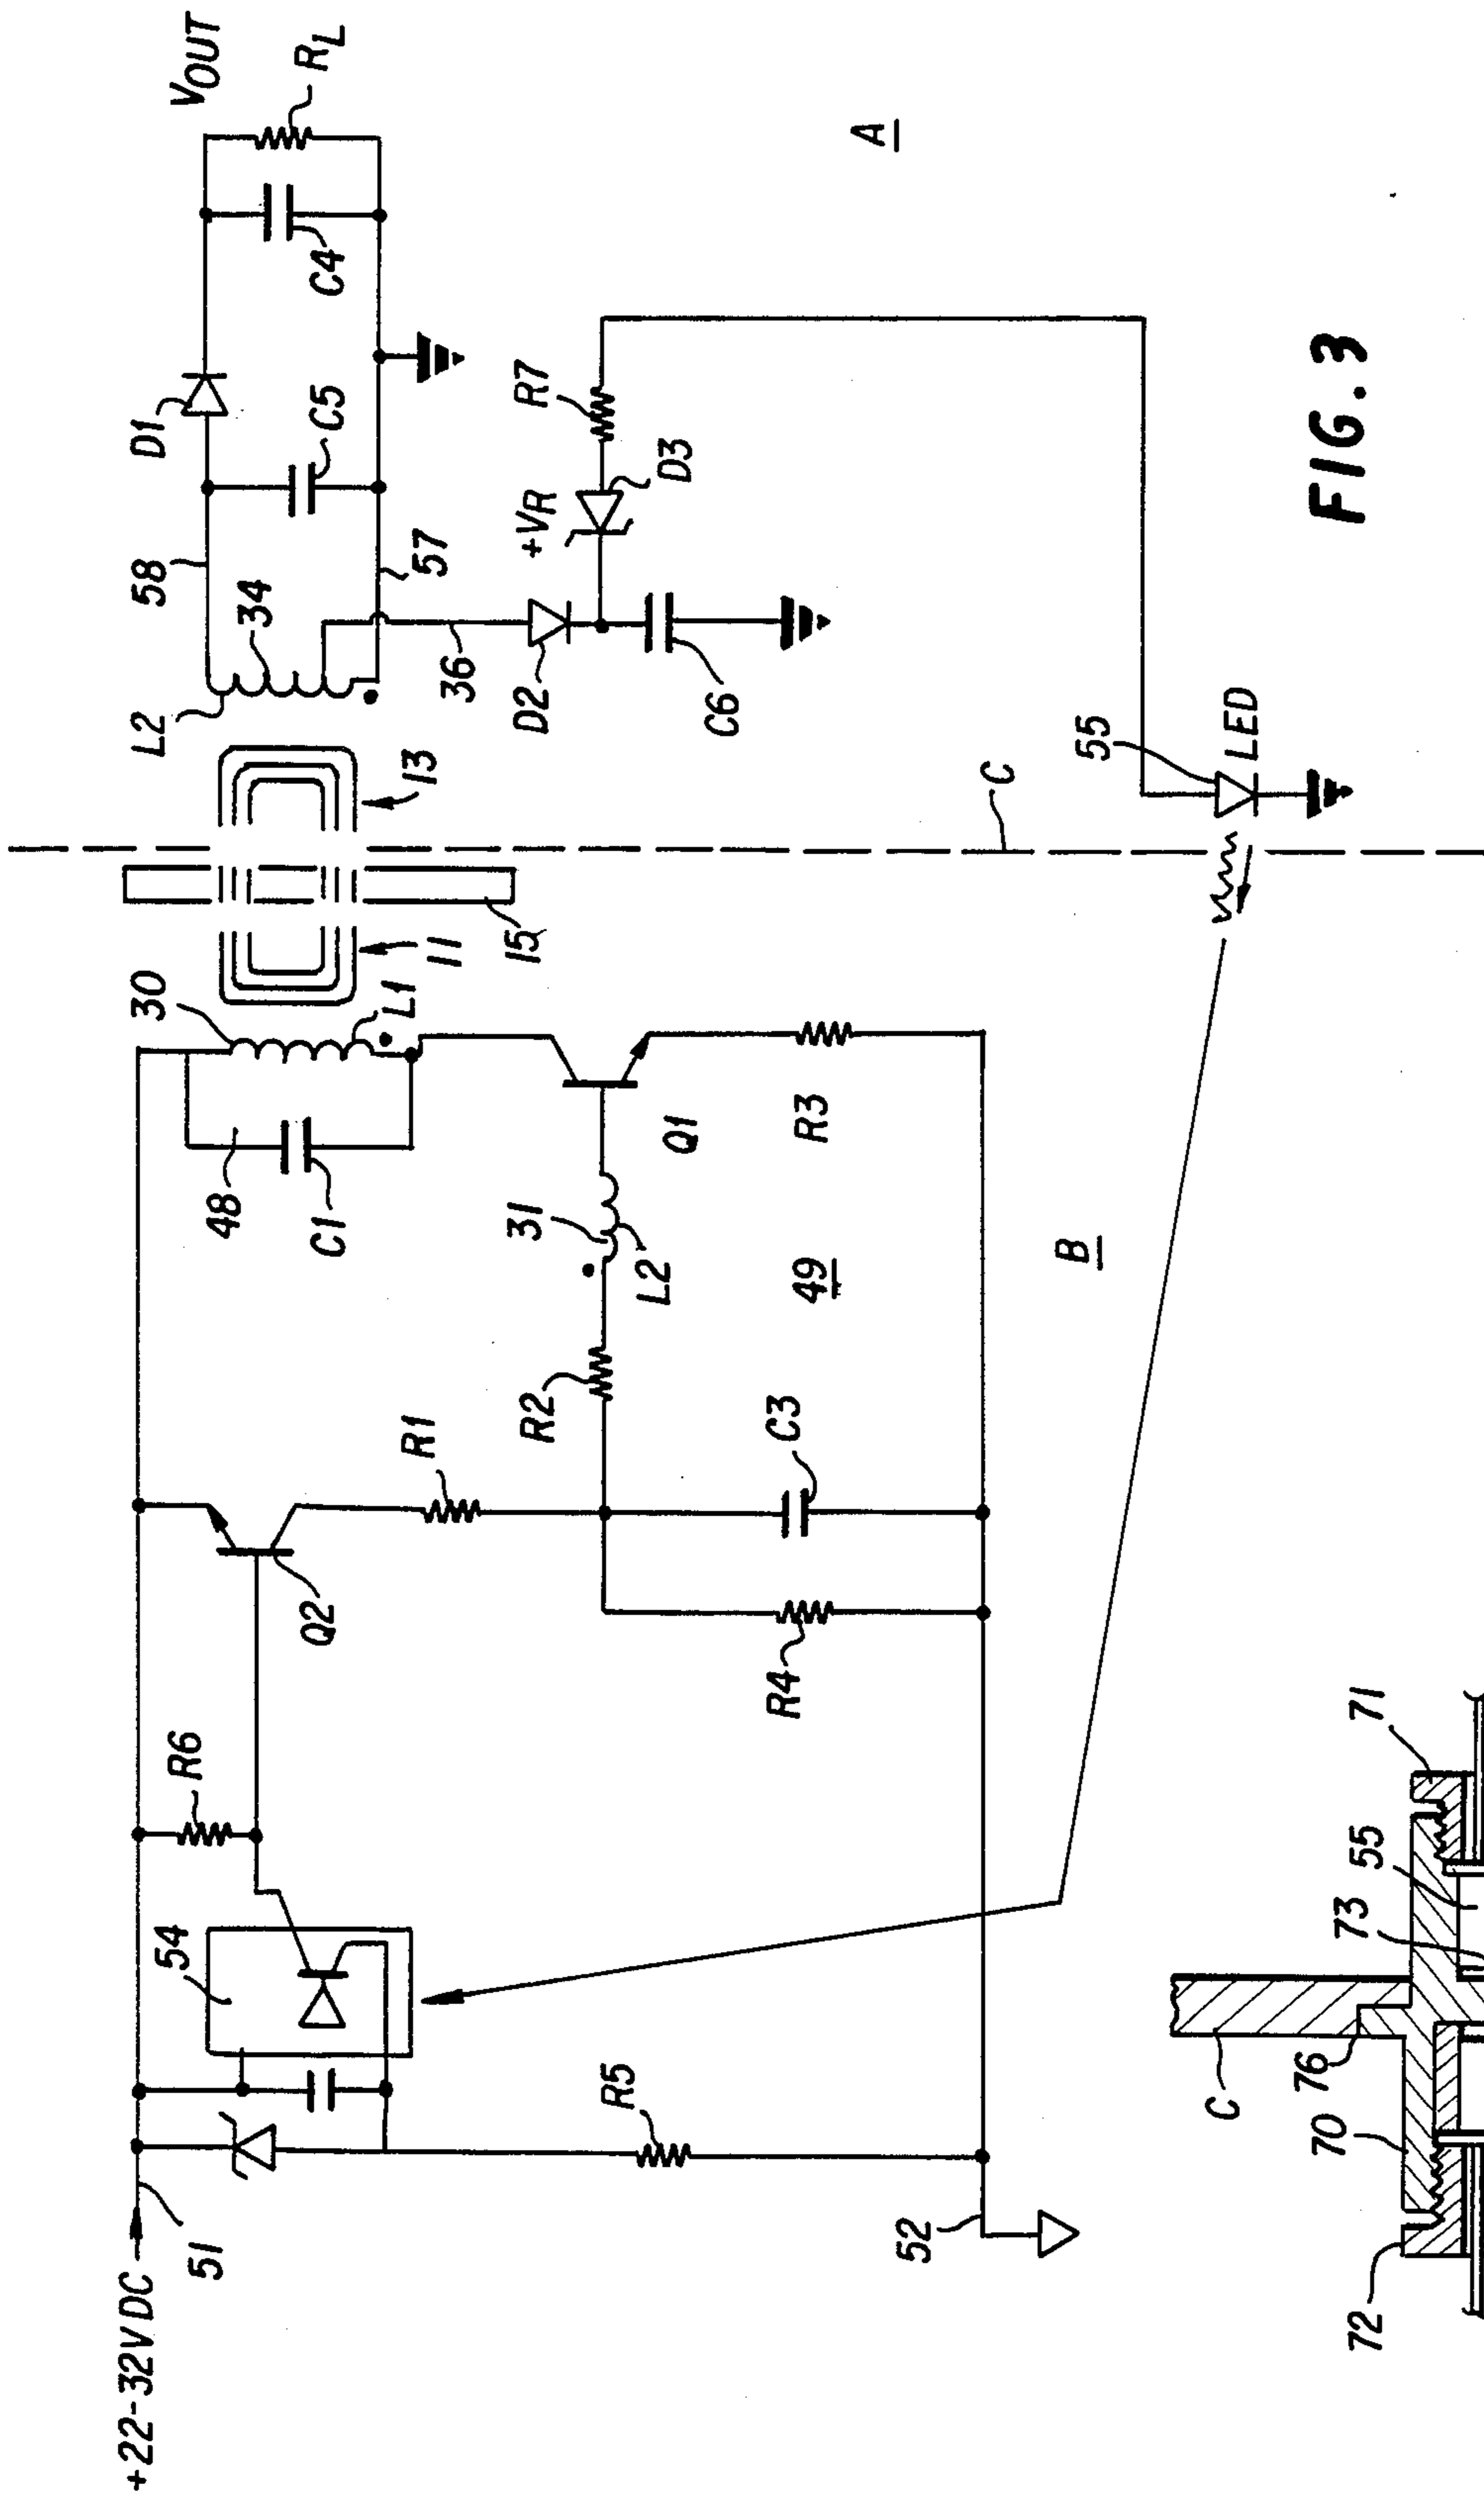 +22-32V DC
51
54
R6
Q2
R1
48
C1
30
L1
11
15
13
L2
34
58
D1
C5
C4
VOUT
RL
57
36
D2
C6
+VR
D3
R7
A
R5
R4
C3
R2
31
L2
Q1
R3
49
52
B
C
55
LED
FIG. 3
72
70
76
C
73
55
71